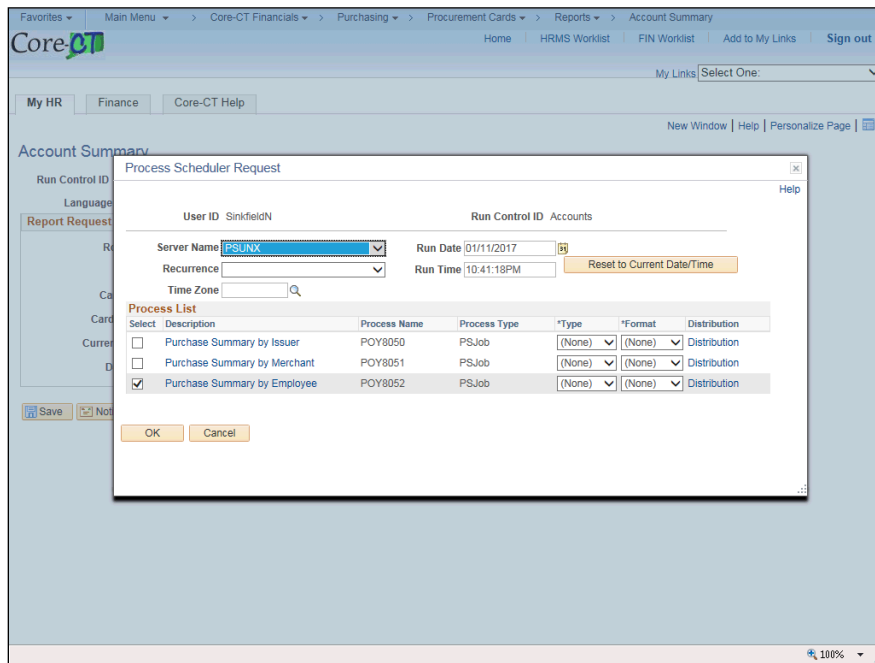 Favorites Main Menu > Core-CT Financials > Purchasing > Procurement Cards > Reports > Account Summary
Core-CT
Home HRMS Worklist FIN Worklist Add to My Links Sign out
My Links Select One:
My HR Finance Core-CT Help
New Window | Help | Personalize Page |
Account Summary
Process Scheduler Request
Help
Run Control ID
Language
Report Request
User ID SinkfieldN Run Control ID Accounts
Server Name PSUNX Run Date 01/11/2017
Recurrence Run Time 10:41:18PM Reset to Current Date/Time
Time Zone
Process List
Select Description Process Name Process Type *Type *Format Distribution
Purchase Summary by Issuer POY8050 PSJob (None) (None) Distribution
Purchase Summary by Merchant POY8051 PSJob (None) (None) Distribution
Purchase Summary by Employee POY8052 PSJob (None) (None) Distribution
Save Noti
OK Cancel
100%